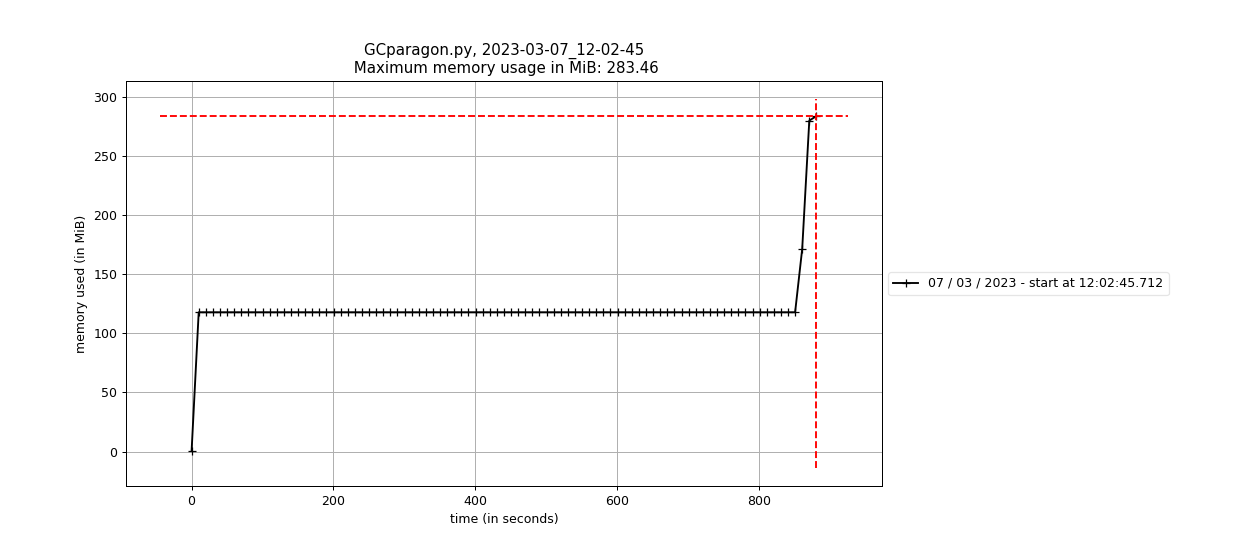 GCparagon.py, 2023-03-07_12-02-45
Maximum memory usage in MiB: 283.46
300
250
200
150
100
50
0
memory used (in MiB)
0 200 400 600 800
time (in seconds)
07 / 03 / 2023 - start at 12:02:45.712